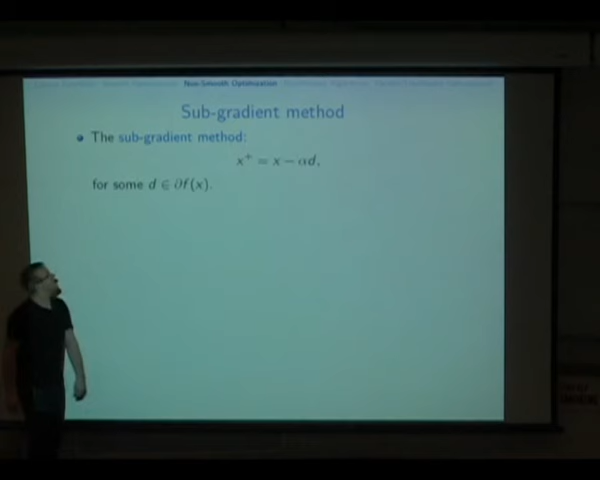 Non-Smooth Optimization
Sub-gradient method
The sub-gradient method:
x⁺ = x − αd,
for some d ∈ ∂f(x).